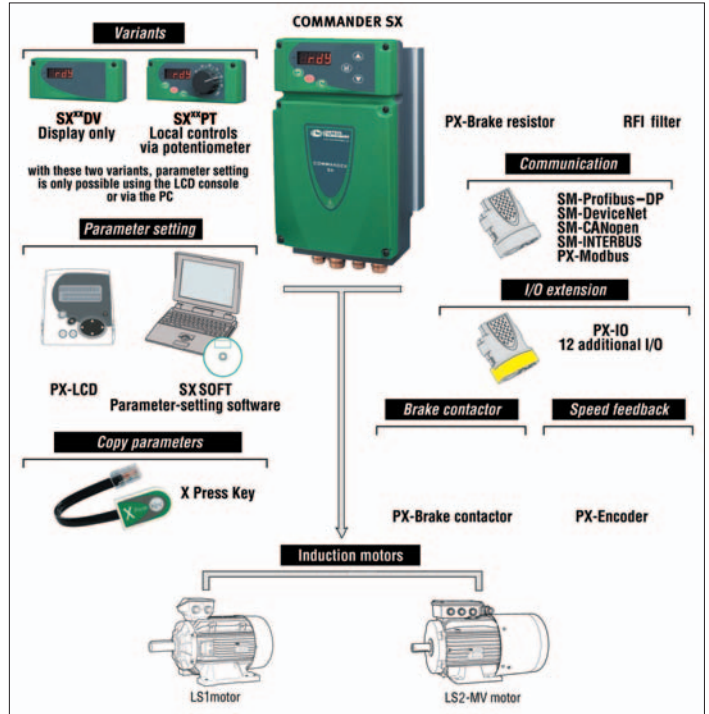 COMMANDER SX
Variants
rdy
rdy
rdy
SXxxDV
Display only
SXxxPT
Local controls
via potentiometer
with these two variants, parameter setting
is only possible using the LCD console
or via the PC
COMMANDER
SX
PX-Brake resistor
RFI filter
Communication
SM-Profibus-DP
SM-DeviceNet
SM-CANopen
SM-INTERBUS
PX-Modbus
Parameter setting
PX-LCD
SXSOFT
Parameter-setting software
I/O extension
PX-IO
12 additional I/O
Brake contactor
Speed feedback
Copy parameters
X Press Key
PX-Brake contactor
PX-Encoder
Induction motors
LS1motor
LS2-MV motor